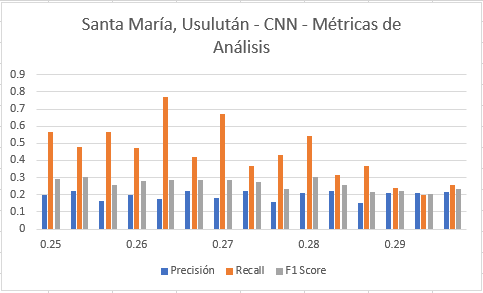 Santa María, Usulután - CNN - Métricas de
Análisis
0.9
0.8
0.7
0.6
0.5
0.4
0.3
0.2
0.1
0
0.25 0.26 0.27 0.28 0.29
Precisión Recall F1 Score